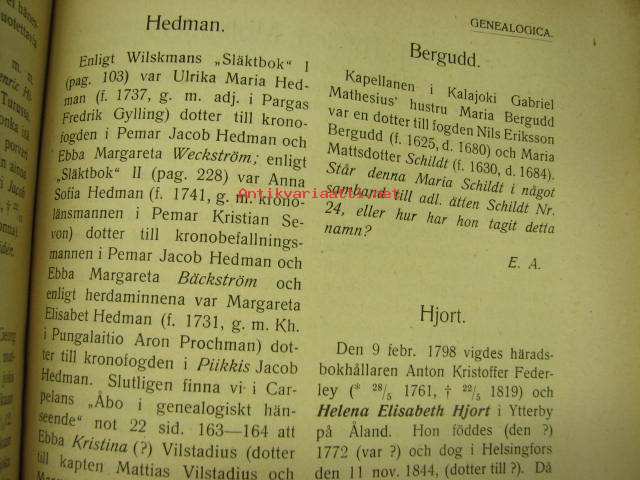 GENEALOGICA.
Hedman.
Enligt Wilskmans „Släktbok" I
(pag. 103) var Ulrika Maria Hed-
man (f. 1737, g. m. adj. i Pargas
Fredrik Gylling) dotter till krono-
fogden i Pemar Jacob Hedman och
Ebba Margareta Weckström; enligt
„Släktbok" II (pag. 228) var Anna
Sofia Hedman (f. 1741, g. m. krono-
länsmannen i Pemar Kristian Se-
von) dotter till kronobefallnings-
mannen i Pemar Jacob Hedman och
Ebba Margareta Bäckström och
enligt herdaminnena var Margareta
Elisabet Hedman (f. 1731, g. m. Kh.
i Pungalaitio Aron Prochman) dot-
ter till kronofogden i Piikkis Jacob
Hedman. Slutligen finna vi i Car-
pelans „Åbo i genealogiskt hän-
seende" not 22 sid. 163—164 att
Ebba Kristina (?) Vilstadius (dotter
till kapten Mattias Vilstadius och
Bergudd.
Kapellanen i Kalajoki Gabriel
Mathesius' hustru Maria Bergudd
var en dotter till fogden Nils Eriksson
Bergudd (f. 1625, d. 1680) och Maria
Mattsdotter Schildt (f. 1630, d. 1684).
Står denna Maria Schildt i något
samband till adl. ätten Schildt Nr.
24, eller hur har hon tagit detta
namn?
E. A.
Hjort.
Den 9 febr. 1798 vigdes härads-
bokhållaren Anton Kristoffer Feder-
ley (* 28/5 1761, † 22/5 1819) och
Helena Elisabeth Hjort i Ytterby
på Åland. Hon föddes (den ?)
1772 (var ?) och dog i Helsingfors
den 11 nov. 1844, (dotter till ?). Då
Antikvariaatti.net